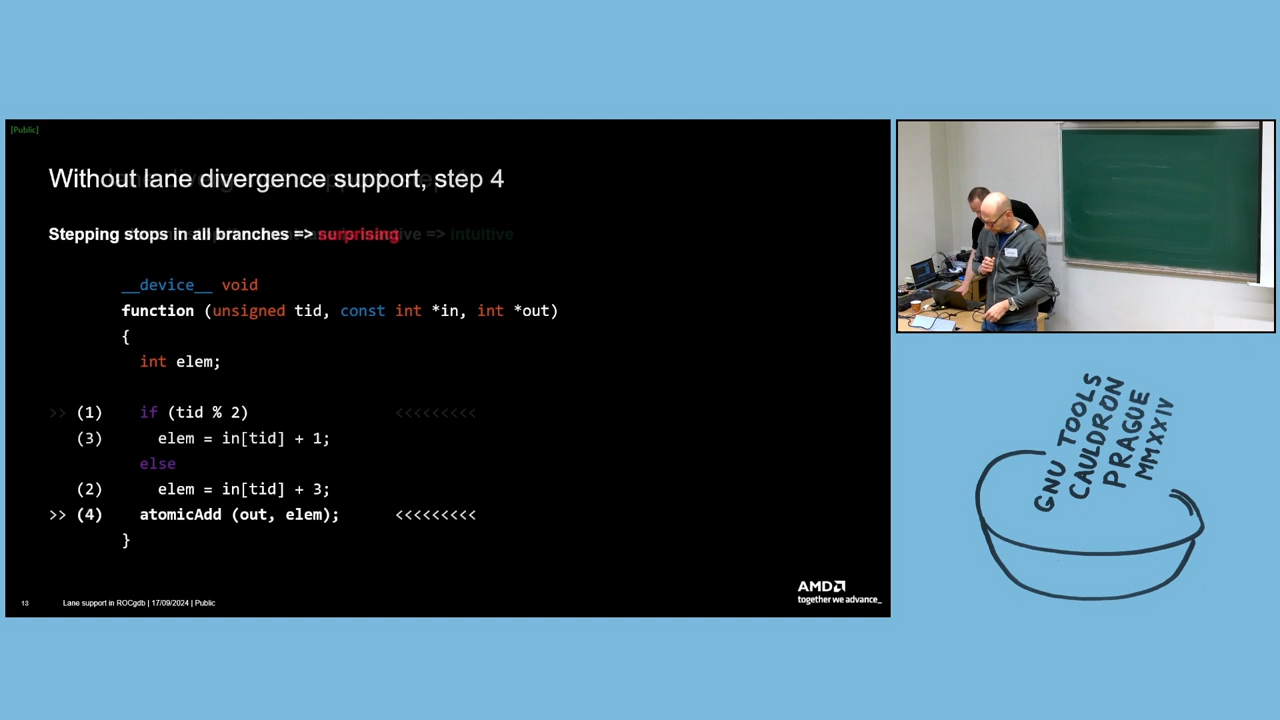 [Public]
Without lane divergence support, step 4
Stepping stops in all branches => surprising
intuitive
__device__ void
function (unsigned tid, const int *in, int *out)
{
int elem;
>> (1) if (tid % 2) <<<<<<<<<
(3) elem = in[tid] + 1;
else
(2) elem = in[tid] + 3;
>> (4) atomicAdd (out, elem); <<<<<<<<<
}
13 Lane support in ROCgdb | 17/09/2024 | Public
AMD
together we advance_
GNU TOOLS
CAULDRON
PRAGUE
MMXXIV